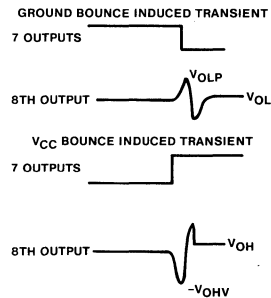 GROUND BOUNCE INDUCED TRANSIENT
7 OUTPUTS
VOLP
8TH OUTPUT
VOL
VCC BOUNCE INDUCED TRANSIENT
7 OUTPUTS
8TH OUTPUT
VOH
-VOHV